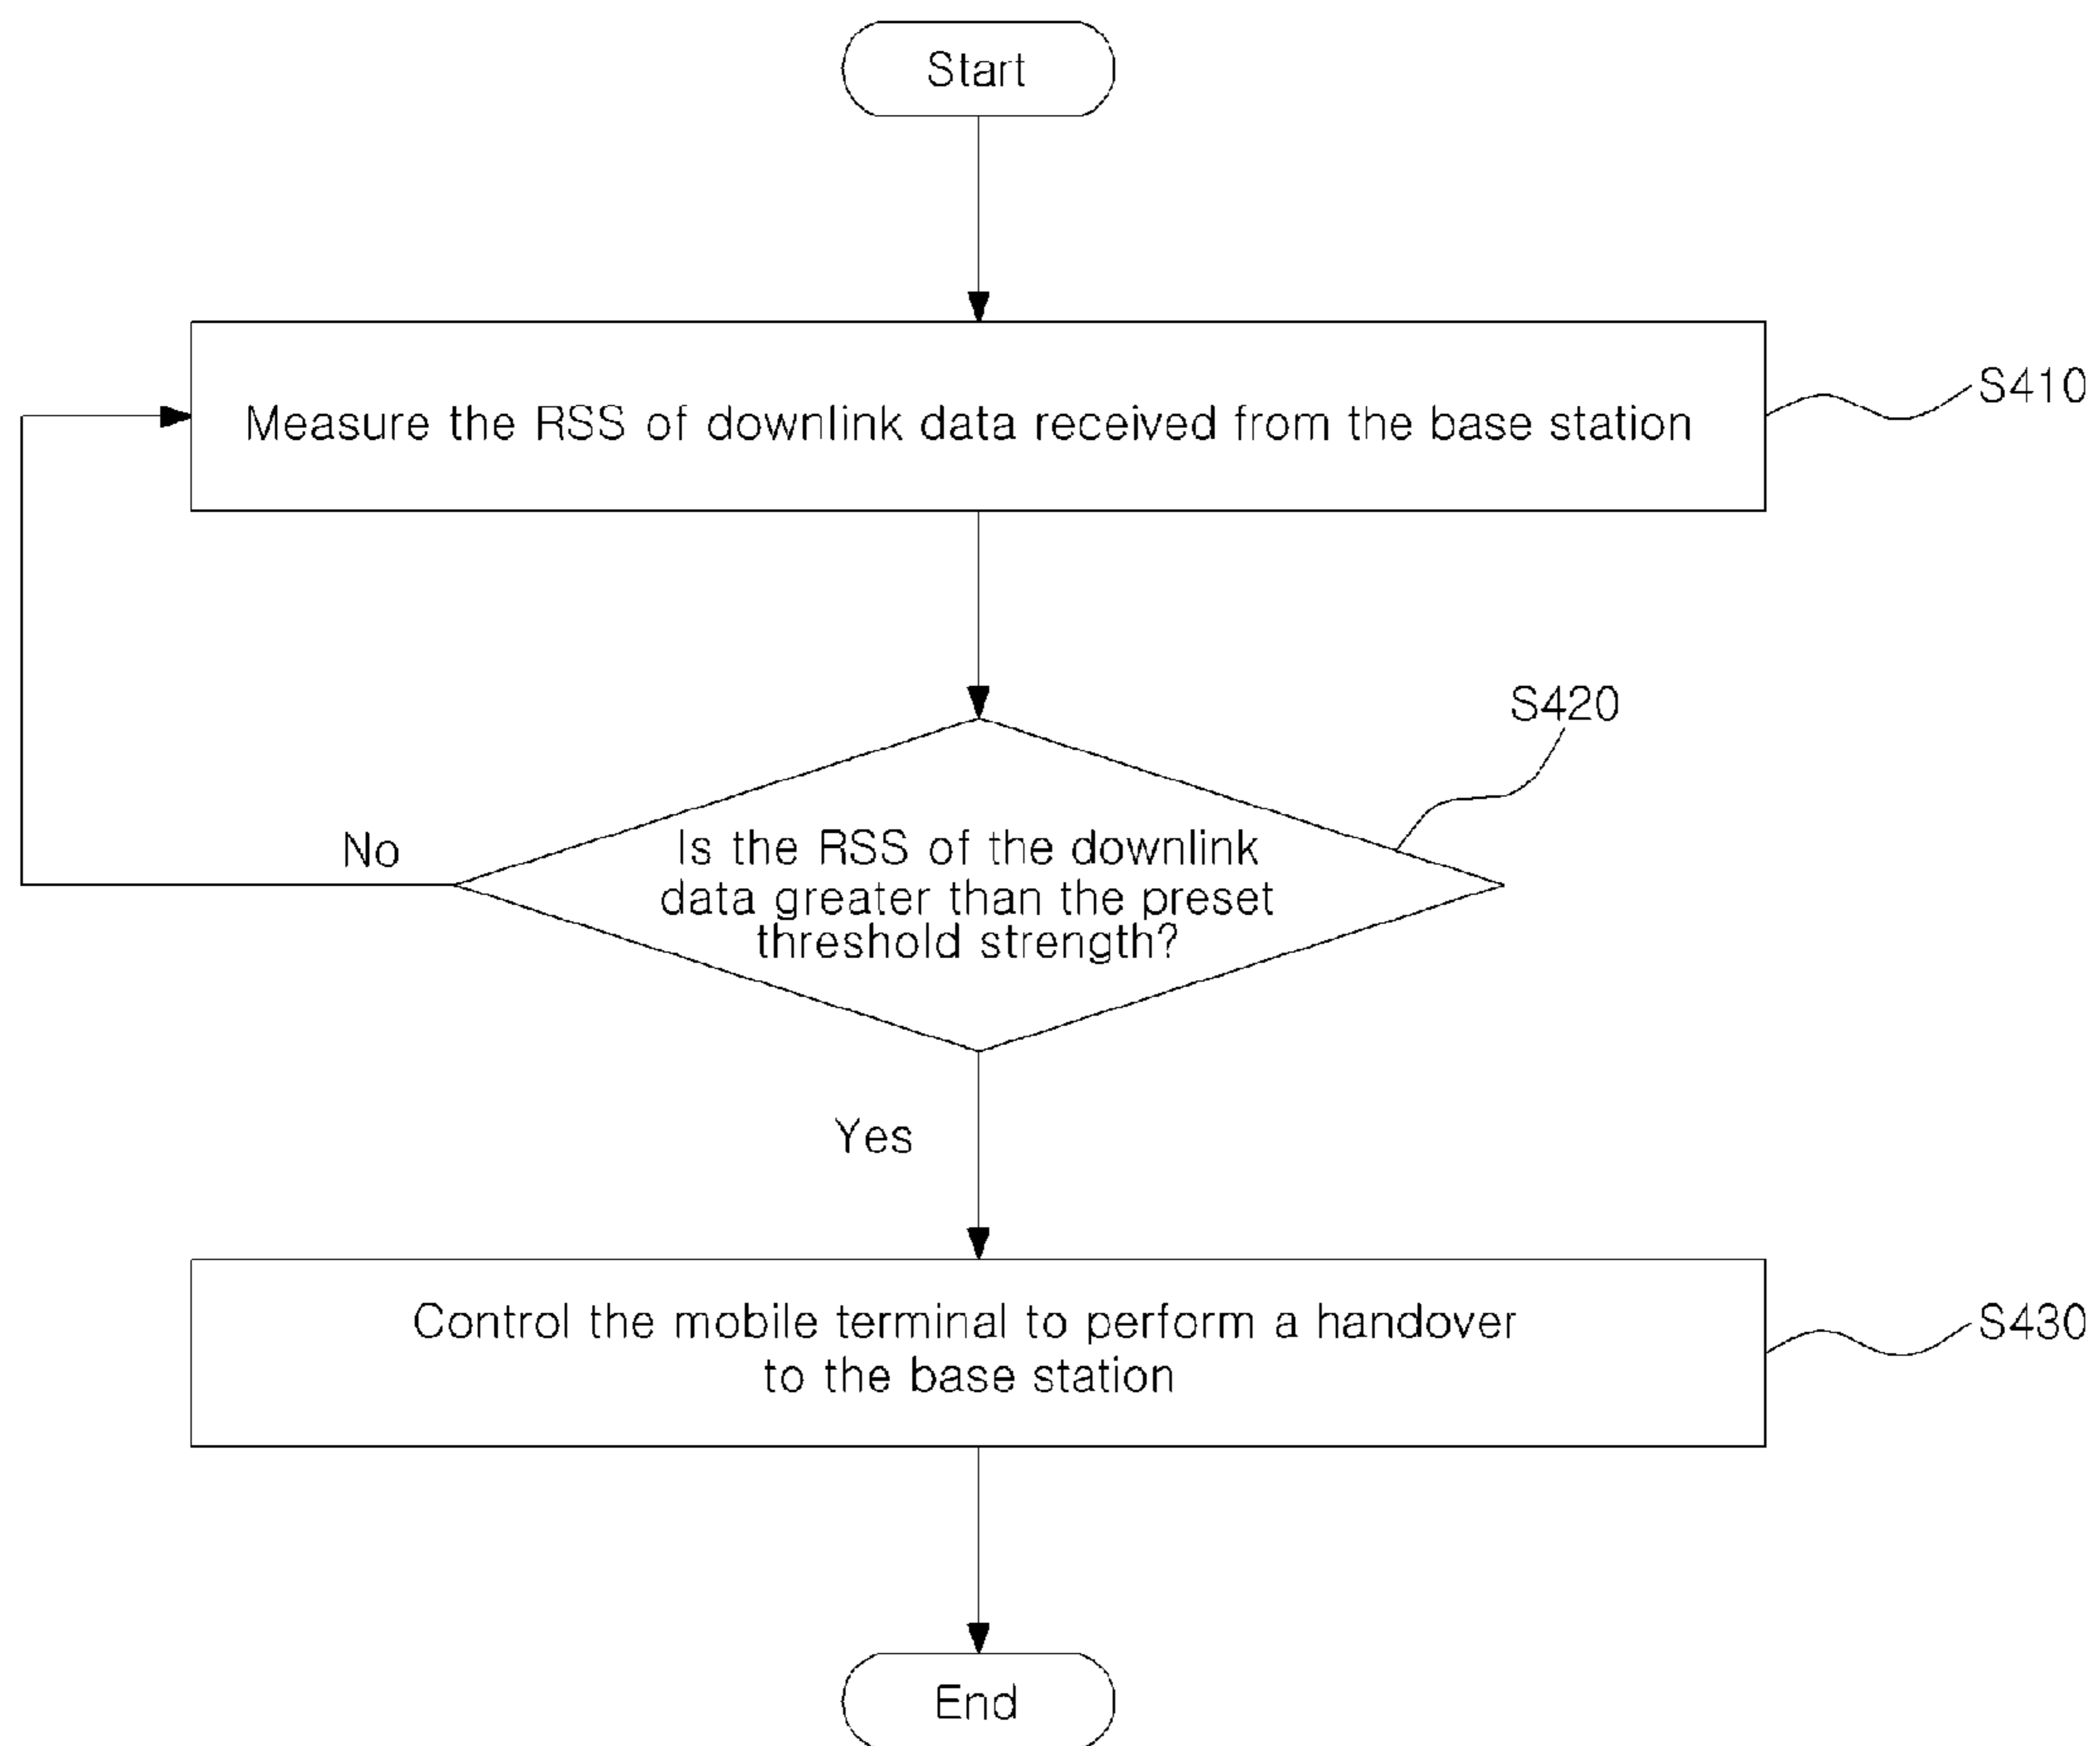 Start
Measure the RSS of downlink data received from the base station
S410
S420
Is the RSS of the downlink
data greater than the preset
threshold strength?
No
Yes
Control the mobile terminal to perform a handover
to the base station
S430
End